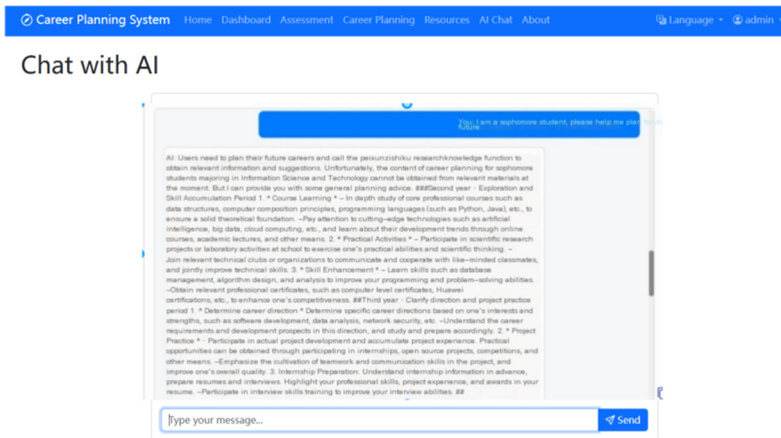 Career Planning System Home Dashboard Assessment Career Planning Resources AI Chat About Language admin
Chat with AI
You: I am a sophomore student, please help me plan
future
AI: Users need to plan their future careers and call the peixunzishiku researchknowledge function to
obtain relevant information and suggestions. Unfortunately, the content of career planning for sophomore
students majoring in Information Science and Technology cannot be obtained from relevant materials at
the moment. But I can provide you with some general planning advice. ###Second year - Exploration and
Skill Accumulation Period 1. * Course Learning * - In depth study of core professional courses such as
data structures, computer composition principles, programming languages (such as Python, Java), etc., to
ensure a solid theoretical foundation. -Pay attention to cutting-edge technologies such as artificial
intelligence, big data, cloud computing, etc., and learn about their development trends through online
courses, academic lectures, and other means. 2. * Practical Activities * - Participate in scientific research
projects or laboratory activities at school to exercise one's practical abilities and scientific thinking. -
Join relevant technical clubs or organizations to communicate and cooperate with like-minded classmates,
and jointly improve technical skills. 3. * Skill Enhancement * - Learn skills such as database
management, algorithm design, and analysis to improve your programming and problem-solving abilities.
-Obtain relevant professional certificates, such as computer level certificates, Huawei
certifications, etc., to enhance one's competitiveness. ##Third year - Clarify direction and project practice
period 1. * Determine career direction * Determine specific career directions based on one's interests and
strengths, such as software development, data analysis, network security, etc. -Understand the career
requirements and development prospects in this direction, and study and prepare accordingly. 2. * Project
Practice * - Participate in actual project development and accumulate project experience. Practical
opportunities can be obtained through participating in internships, open source projects, competitions, and
other means. -Emphasize the cultivation of teamwork and communication skills in the project, and
improve one's overall quality. 3. Internship Preparation: Understand internship information in advance,
prepare resumes and interviews. Highlight your professional skills, project experience, and awards in your
resume. -Participate in interview skills training to improve your interview abilities. ##
Type your message...
Send